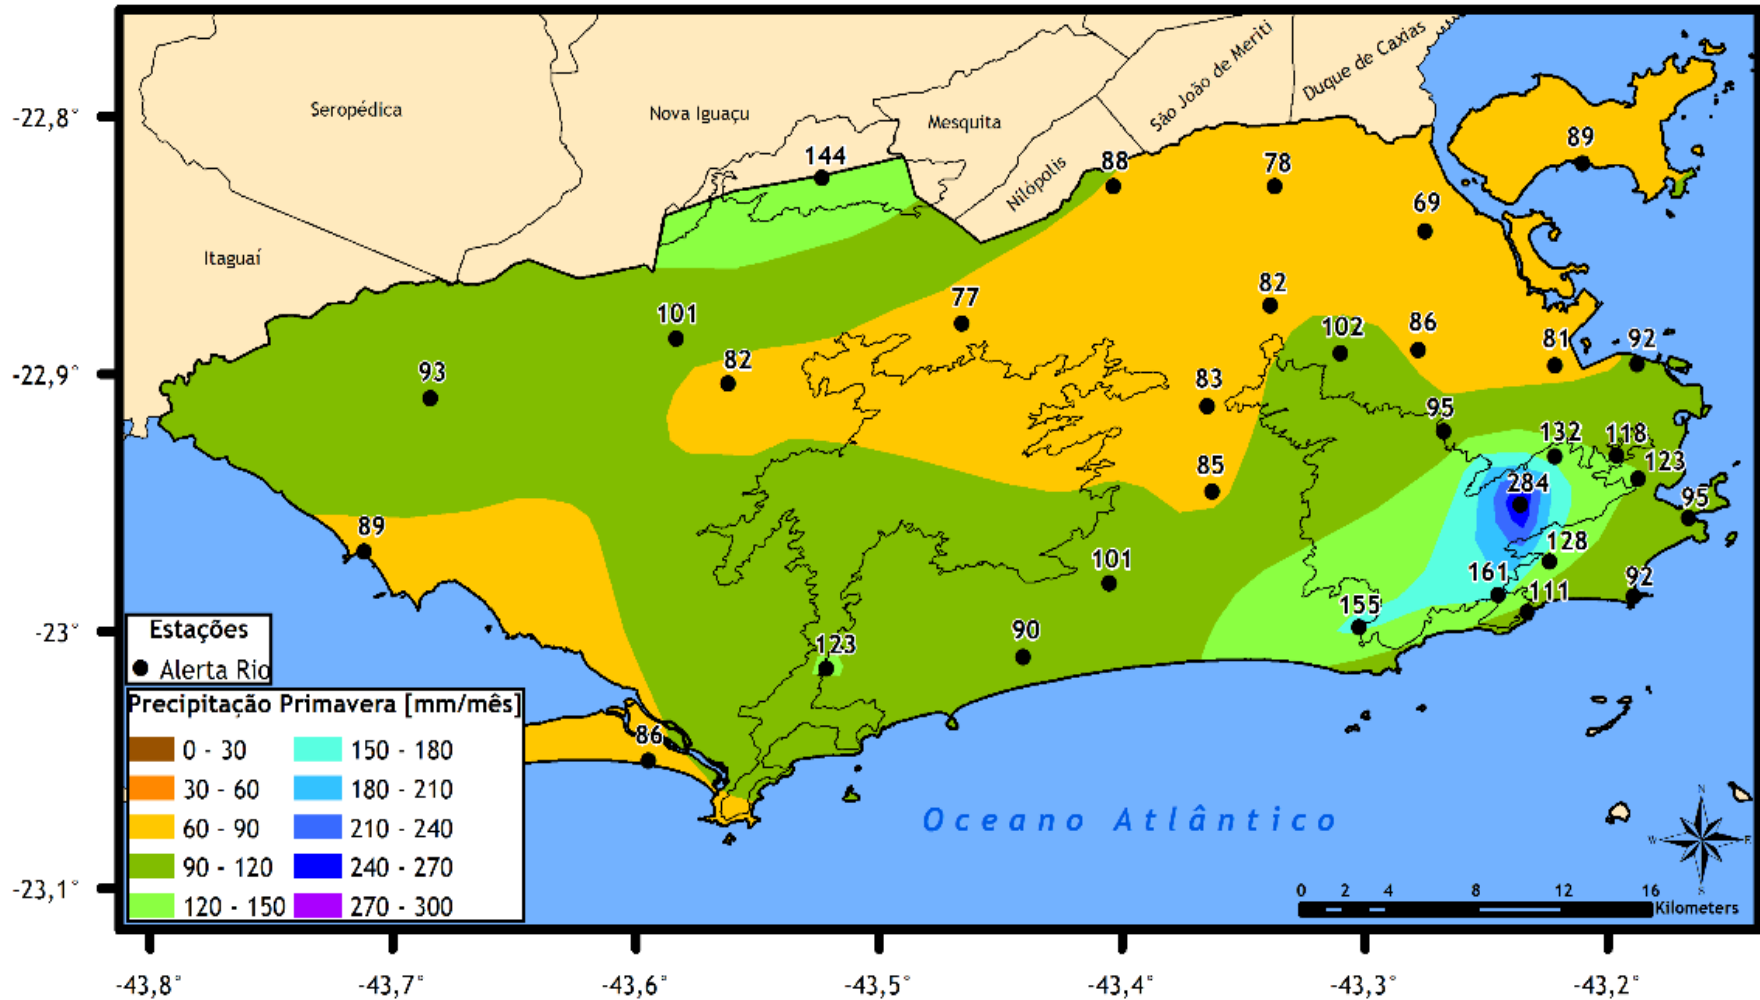 -22,8°
-22,9°
-23°
-23,1°
Seropédica
Nova Iguaçu
Mesquita
São João de Meriti
Duque de Caxias
Nilópolis
Itaguaí
144
88
78
89
69
77
82
101
102
86
81
92
82
93
83
95
132
118
123
85
284
95
89
128
101
161
92
111
155
90
123
86
Estações
Alerta Rio
Precipitação Primavera [mm/mês]
0 - 30
30 - 60
60 - 90
90 - 120
120 - 150
150 - 180
180 - 210
210 - 240
240 - 270
270 - 300
Oceano Atlântico
N
W
E
S
0 2 4 8 12 16
Kilometers
-43,8° -43,7° -43,6° -43,5° -43,4° -43,3° -43,2°